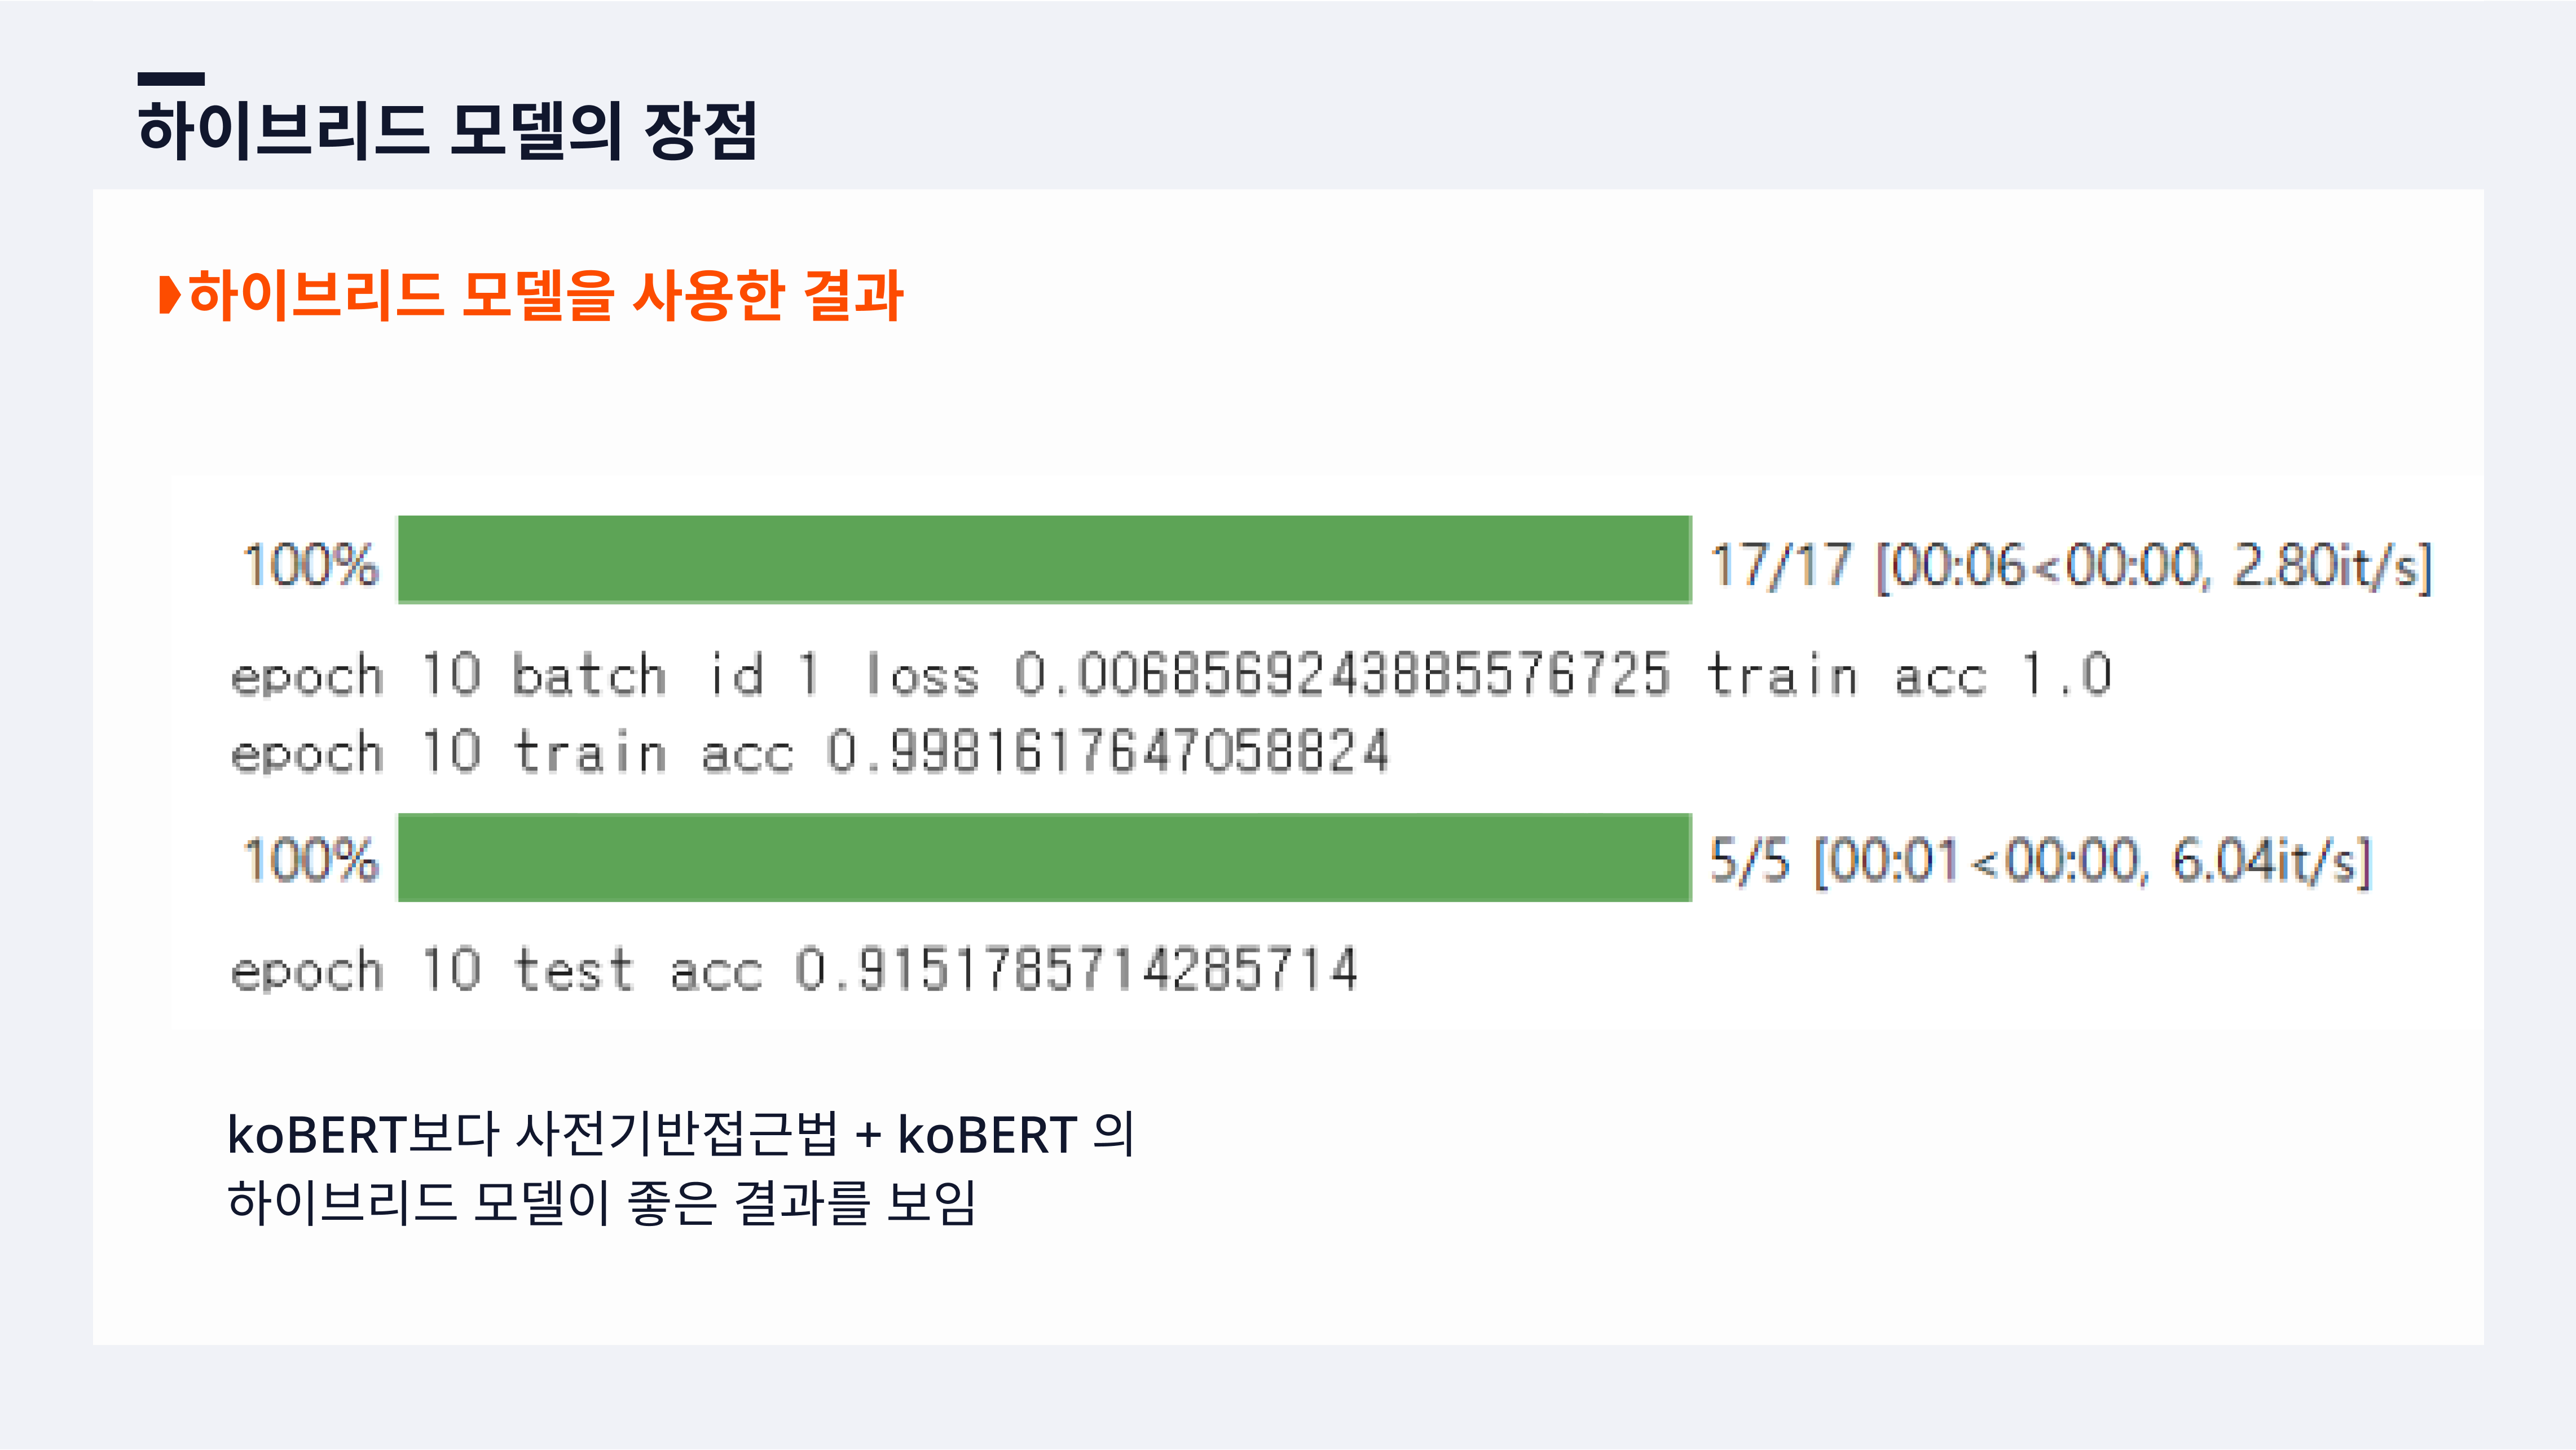 하이브리드 모델의 장점
하이브리드 모델을 사용한 결과
100% 17/17 [00:06<00:00, 2.80it/s]
epoch 10 batch id 1 loss 0.0068569243885576725 train acc 1.0
epoch 10 train acc 0.9981617647058824
100% 5/5 [00:01<00:00, 6.04it/s]
epoch 10 test acc 0.9151785714285714
koBERT보다 사전기반접근법 + koBERT 의
하이브리드 모델이 좋은 결과를 보임